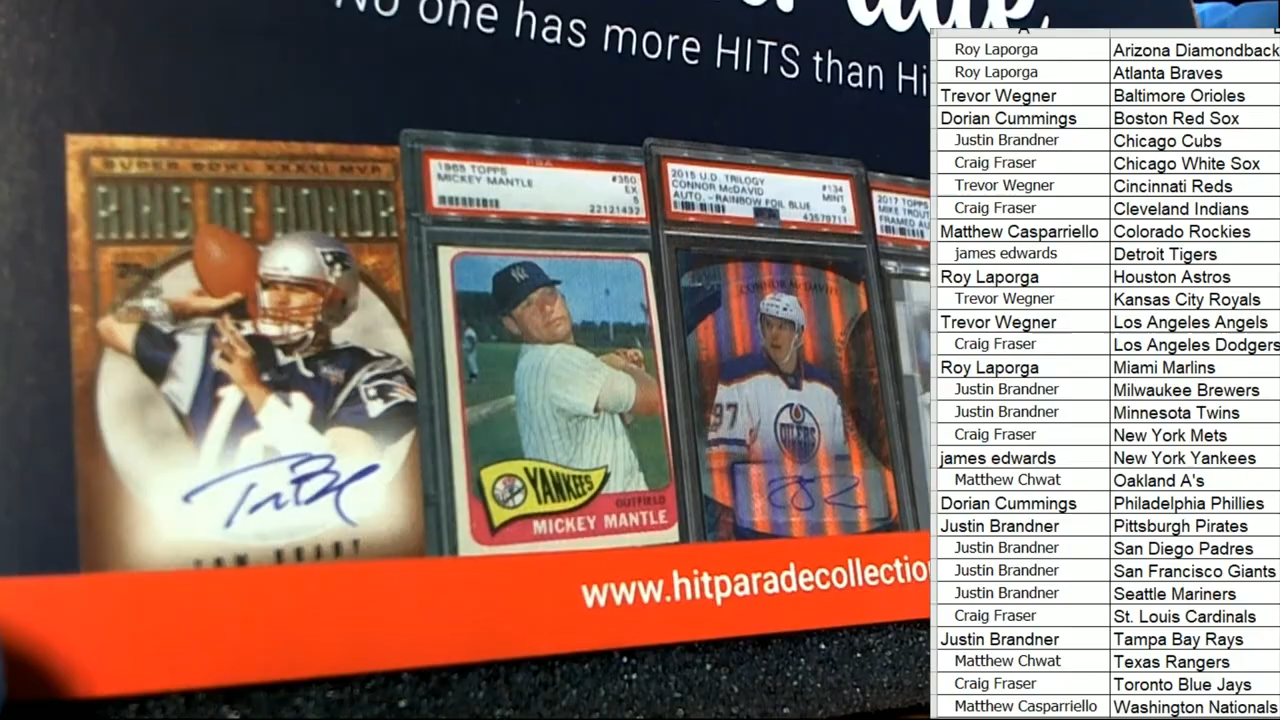 No one has more HITS than Hi
SUPER BOWL XXXVI MVP
1965 TOPPS #350
MICKEY MANTLE EX
5
22121437
2015 U.D. TRILOGY #134
CONNOR McDAVID MINT
AUTO. - RAINBOW FOIL BLUE 9
43579711
2017 TOPPS
MIKE TROUT
FRAMED AU
CONNOR McDAVID
97
OILERS
YANKEES
OUTFIELD
MICKEY MANTLE
www.hitparadecollectio
A
Roy Laporga Arizona Diamondback
Roy Laporga Atlanta Braves
Trevor Wegner Baltimore Orioles
Dorian Cummings Boston Red Sox
Justin Brandner Chicago Cubs
Craig Fraser Chicago White Sox
Trevor Wegner Cincinnati Reds
Craig Fraser Cleveland Indians
Matthew Casparriello Colorado Rockies
james edwards Detroit Tigers
Roy Laporga Houston Astros
Trevor Wegner Kansas City Royals
Trevor Wegner Los Angeles Angels
Craig Fraser Los Angeles Dodgers
Roy Laporga Miami Marlins
Justin Brandner Milwaukee Brewers
Justin Brandner Minnesota Twins
Craig Fraser New York Mets
james edwards New York Yankees
Matthew Chwat Oakland A's
Dorian Cummings Philadelphia Phillies
Justin Brandner Pittsburgh Pirates
Justin Brandner San Diego Padres
Justin Brandner San Francisco Giants
Justin Brandner Seattle Mariners
Craig Fraser St. Louis Cardinals
Justin Brandner Tampa Bay Rays
Matthew Chwat Texas Rangers
Craig Fraser Toronto Blue Jays
Matthew Casparriello Washington Nationals